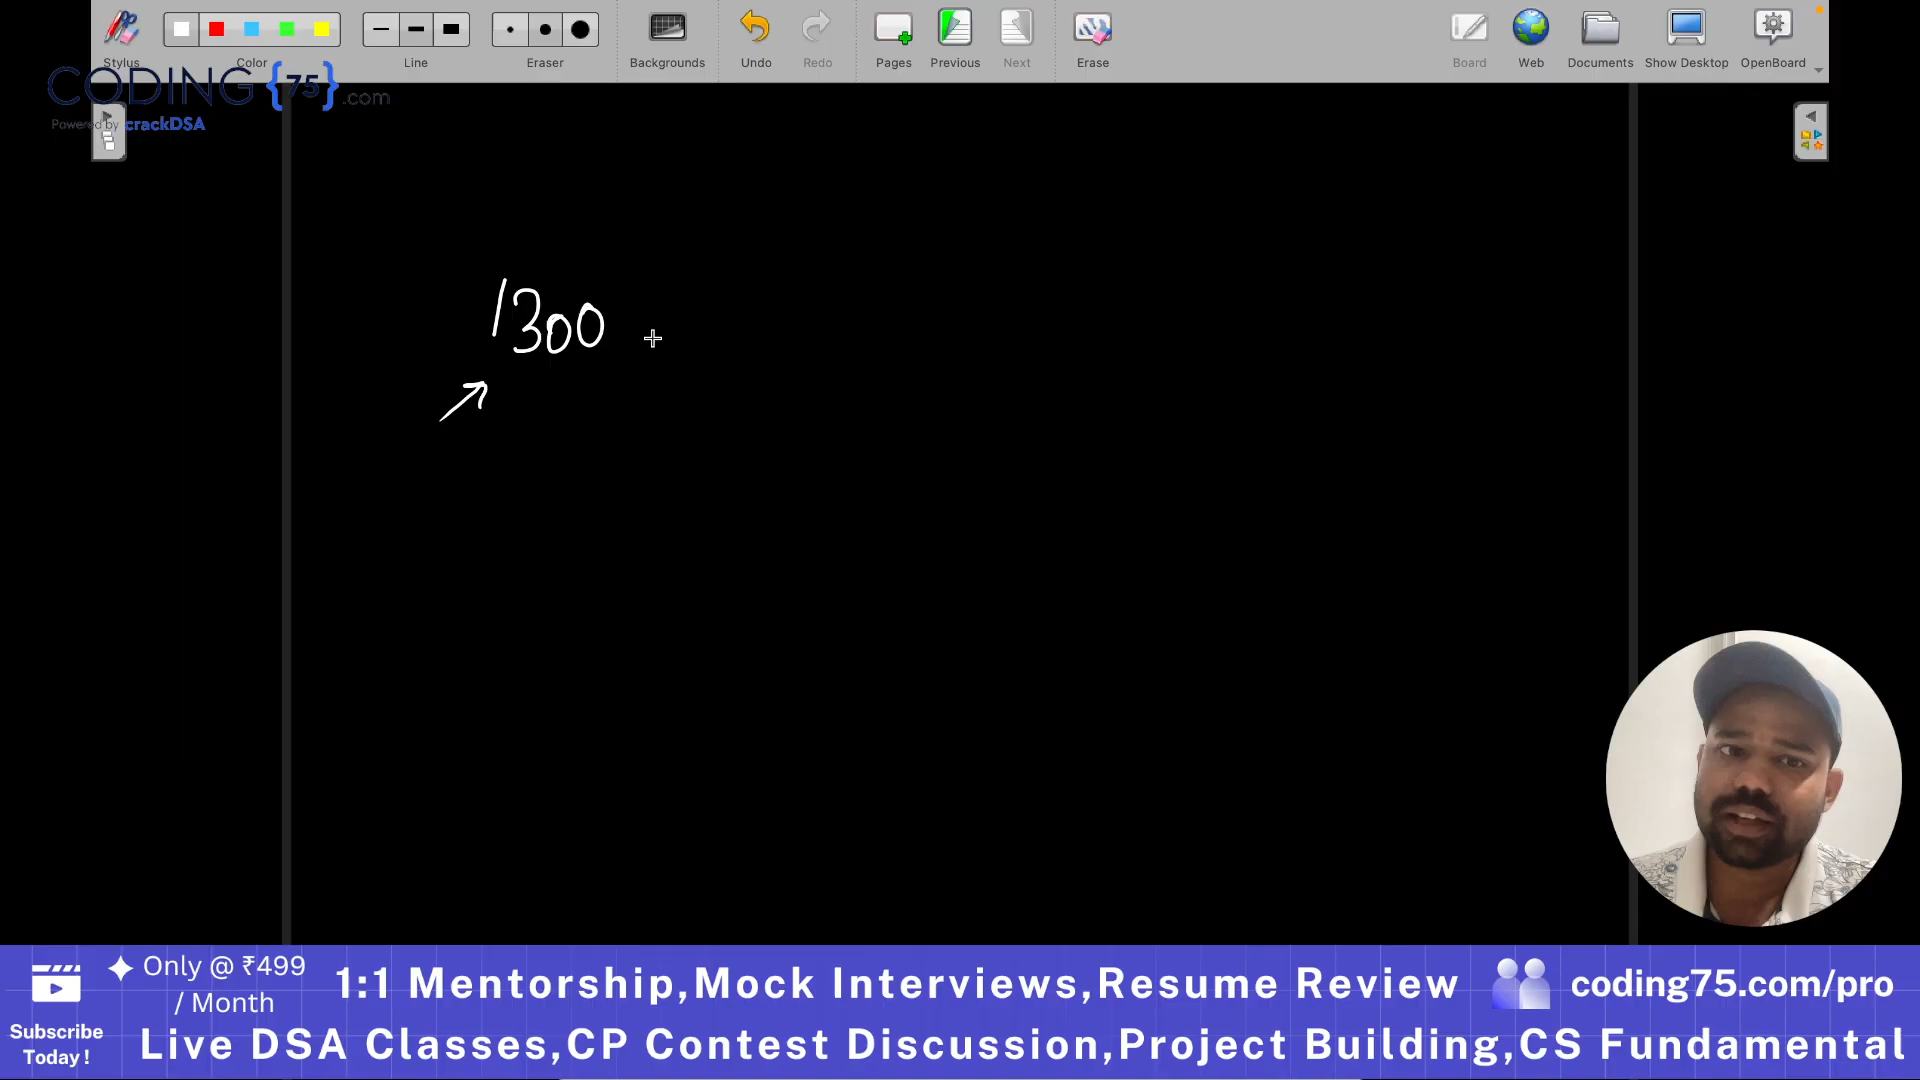 Stylus Color Line Eraser Backgrounds Undo Redo Pages Previous Next Erase Board Web Documents Show Desktop OpenBoard
CODING {75} .com
Powered by crackDSA
1300
Only @ ₹499 / Month
Subscribe Today !
1:1 Mentorship,Mock Interviews,Resume Review
coding75.com/pro
Live DSA Classes,CP Contest Discussion,Project Building,CS Fundamental